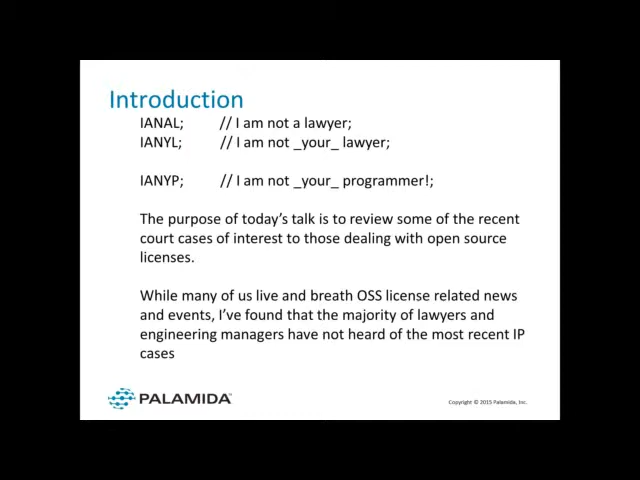 Introduction
IANAL; // I am not a lawyer;
IANYL; // I am not _your_ lawyer;
IANYP; // I am not _your_ programmer!;
The purpose of today's talk is to review some of the recent
court cases of interest to those dealing with open source
licenses.
While many of us live and breath OSS license related news
and events, I've found that the majority of lawyers and
engineering managers have not heard of the most recent IP
cases
PALAMIDA
Copyright © 2015 Palamida, Inc.